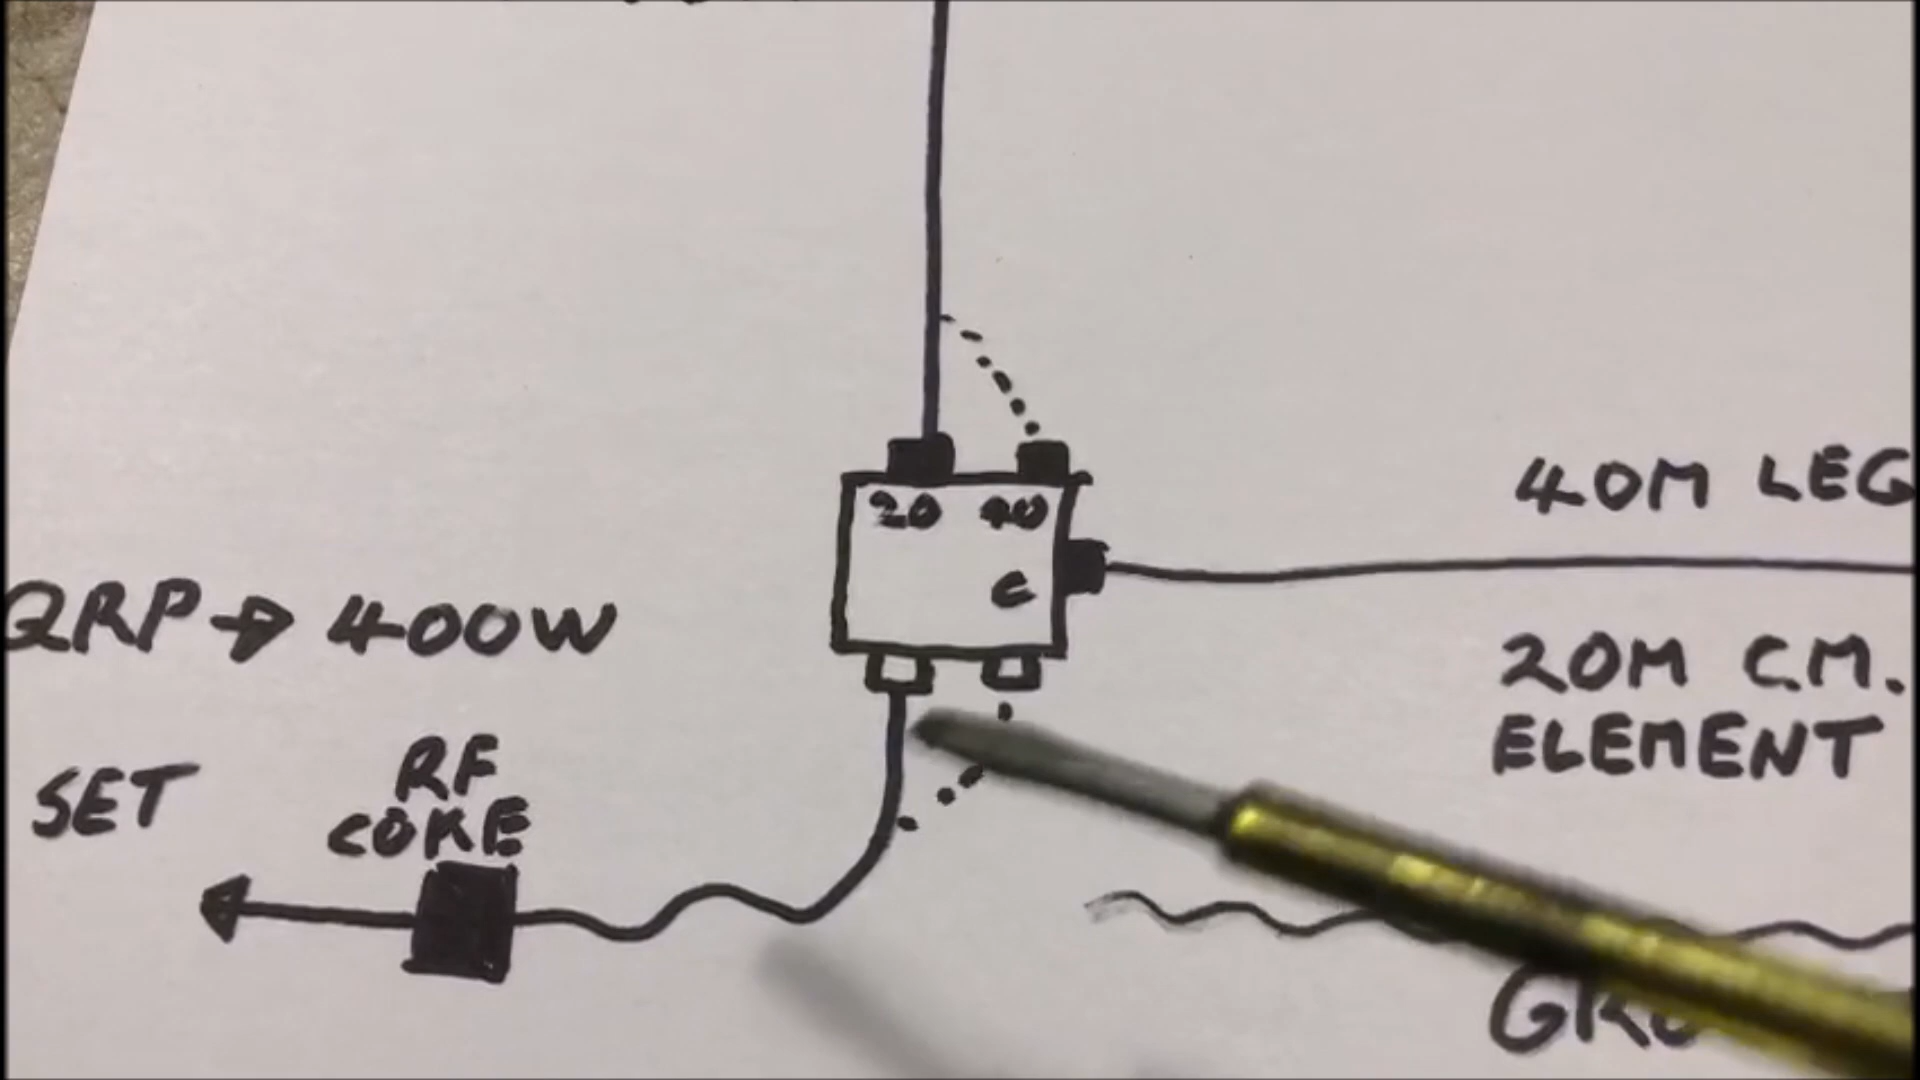 20 40
C
40M LEG
QRP → 400W
20M C.M.
ELEMENT
SET
RF
COKE